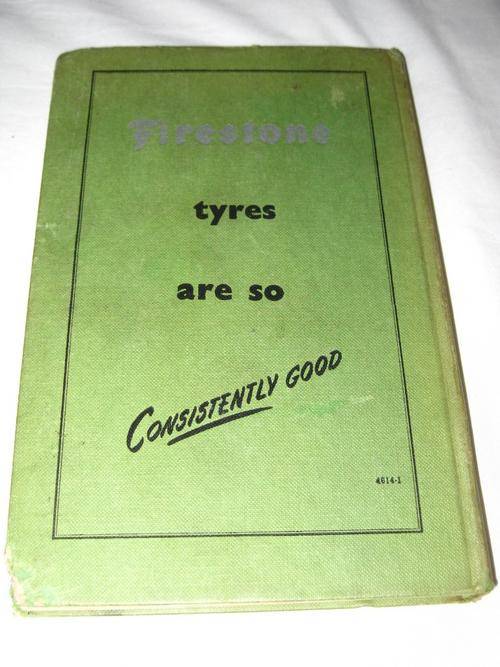 Firestone
tyres
are so
CONSISTENTLY GOOD
4614-1